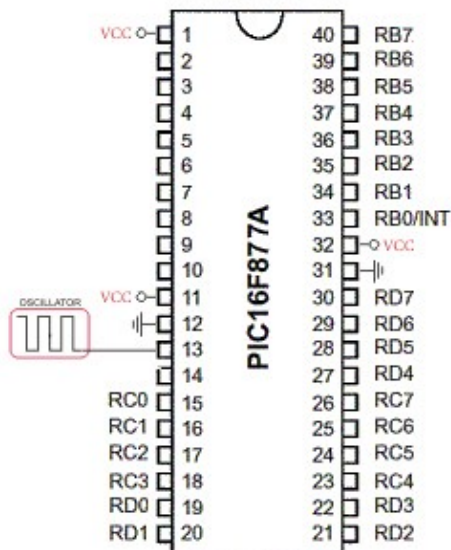 VCC 1 40 RB7
2 39 RB6
3 38 RB5
4 37 RB4
5 36 RB3
6 35 RB2
7 34 RB1
8 33 RB0/INT
9 32 VCC
10 31
VCC 11 30 RD7
OSCILLATOR
12 29 RD6
13 28 RD5
14 27 RD4
RC0 15 26 RC7
RC1 16 25 RC6
RC2 17 24 RC5
RC3 18 23 RC4
RD0 19 22 RD3
RD1 20 21 RD2
PIC16F877A